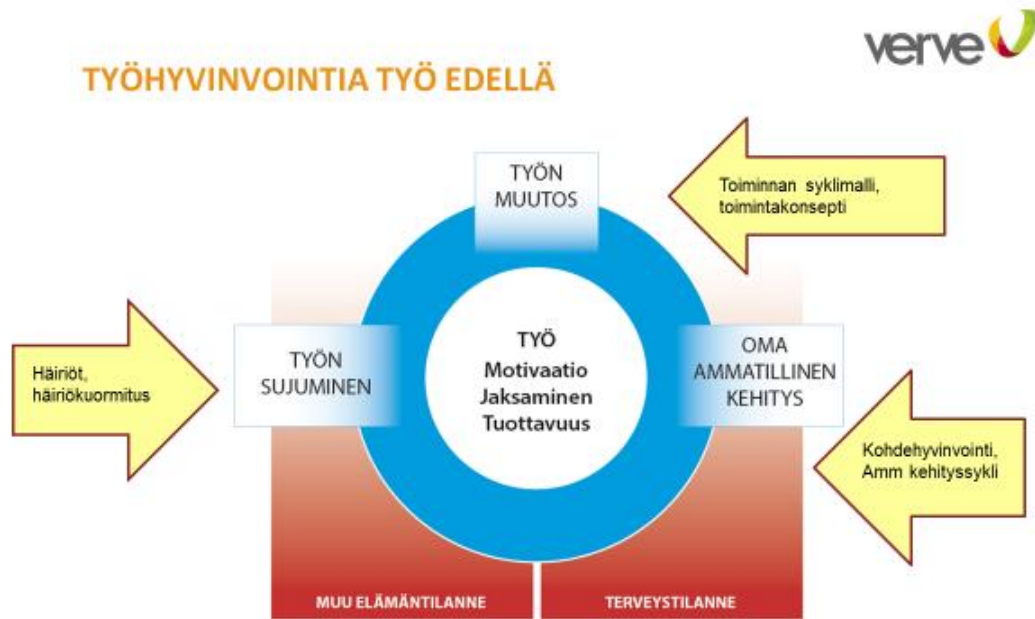 verve
TYÖHYVINVOINTIA TYÖ EDELLÄ
TYÖN
MUUTOS
Toiminnan syklimalli,
toimintakonsepti
Häiriöt,
häiriökuormitus
TYÖN
SUJUMINEN
TYÖ
Motivaatio
Jaksaminen
Tuottavuus
OMA
AMMATILLINEN
KEHITYS
Kohdehyvinvointi,
Amm kehityssykli
MUU ELÄMÄNTILANNE
TERVEYSTILANNE